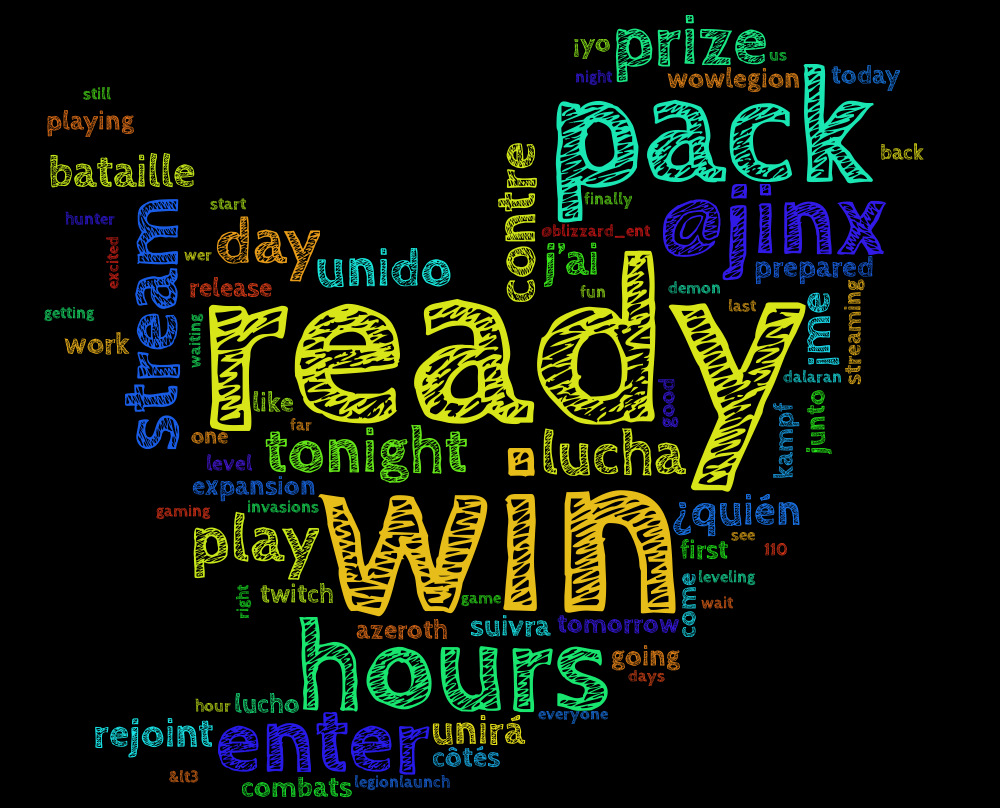 prize
¡yo
us
night
wowlegion
today
still
playing
pack
back
bataille
contre
finally
hunter
start
stream
@jinx
day
@blizzard_ent
excited
wer
unido
j'ai
prepared
release
fun
demon
getting
ready
last
ime
streaming
waiting
work
dalaran
like
good
junto
far
kampf
one
tonight
lucha
level
expansion
win
gaming
invasions
¿quién
play
see
first
110
twitch
right
leveling
come
game
wait
azeroth
suivra
tomorrow
hours
going
days
hour
lucho
everyone
rejoint
enter
unirá
côtés
&lt3
combats
legionlaunch